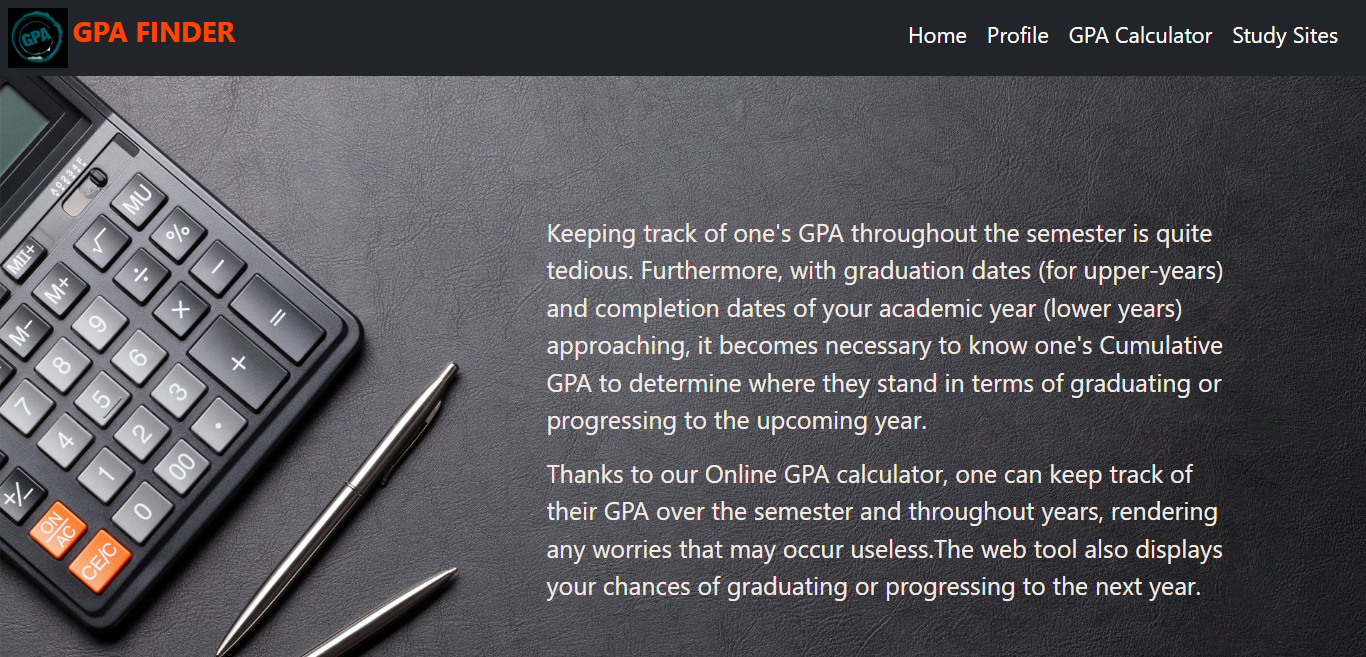 GPA
GPA FINDER
Home Profile GPA Calculator Study Sites
Keeping track of one's GPA throughout the semester is quite
tedious. Furthermore, with graduation dates (for upper-years)
and completion dates of your academic year (lower years)
approaching, it becomes necessary to know one's Cumulative
GPA to determine where they stand in terms of graduating or
progressing to the upcoming year.
Thanks to our Online GPA calculator, one can keep track of
their GPA over the semester and throughout years, rendering
any worries that may occur useless.The web tool also displays
your chances of graduating or progressing to the next year.
A0234F
MU
√ %
MII+ ÷ −
M+ × =
M− 9 6 +
8 5 3
7 4 2 •
1 00
+/− 0
ON
AC
CE/C